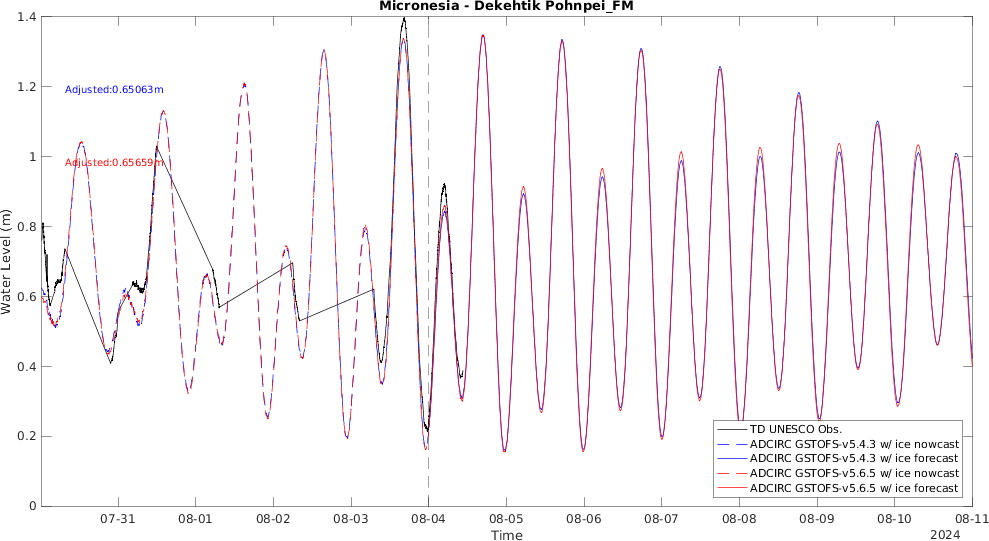 Micronesia - Dekehtik Pohnpei_FM
1.4
1.2
1
0.8
0.6
0.4
0.2
0
Water Level (m)
Adjusted:0.65063m
Adjusted:0.65659m
TD UNESCO Obs.
ADCIRC GSTOFS-v5.4.3 w/ ice nowcast
ADCIRC GSTOFS-v5.4.3 w/ ice forecast
ADCIRC GSTOFS-v5.6.5 w/ ice nowcast
ADCIRC GSTOFS-v5.6.5 w/ ice forecast
07-31 08-01 08-02 08-03 08-04 08-05 08-06 08-07 08-08 08-09 08-10 08-11
Time
2024